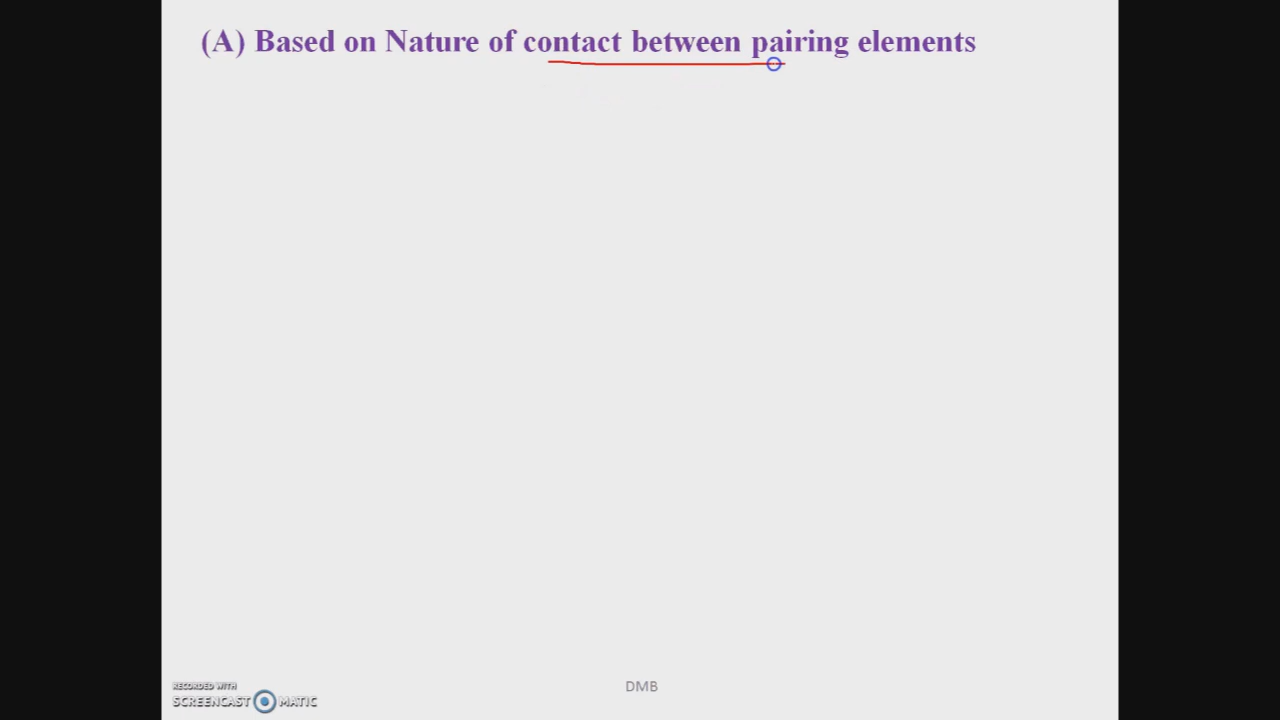 (A) Based on Nature of contact between pairing elements
RECORDED WITH
SCREENCAST MATIC
DMB